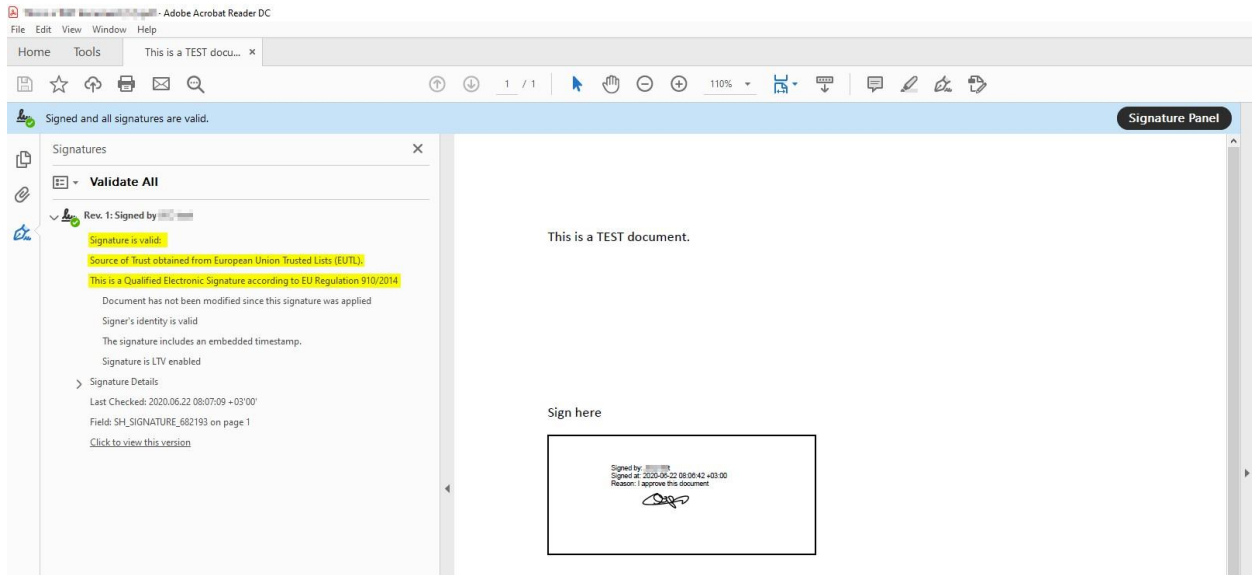 - Adobe Acrobat Reader DC
File Edit View Window Help
Home Tools This is a TEST docu... ×
1 / 1 110%
Signed and all signatures are valid.
Signature Panel
Signatures
Validate All
Rev. 1: Signed by
Signature is valid:
Source of Trust obtained from European Union Trusted Lists (EUTL).
This is a Qualified Electronic Signature according to EU Regulation 910/2014
Document has not been modified since this signature was applied
Signer's identity is valid
The signature includes an embedded timestamp.
Signature is LTV enabled
Signature Details
Last Checked: 2020.06.22 08:07:09 +03'00'
Field: SH_SIGNATURE_682193 on page 1
Click to view this version
This is a TEST document.
Sign here
Signed by:
Signed at: 2020-06-22 08:06:42 +03:00
Reason: I approve this document